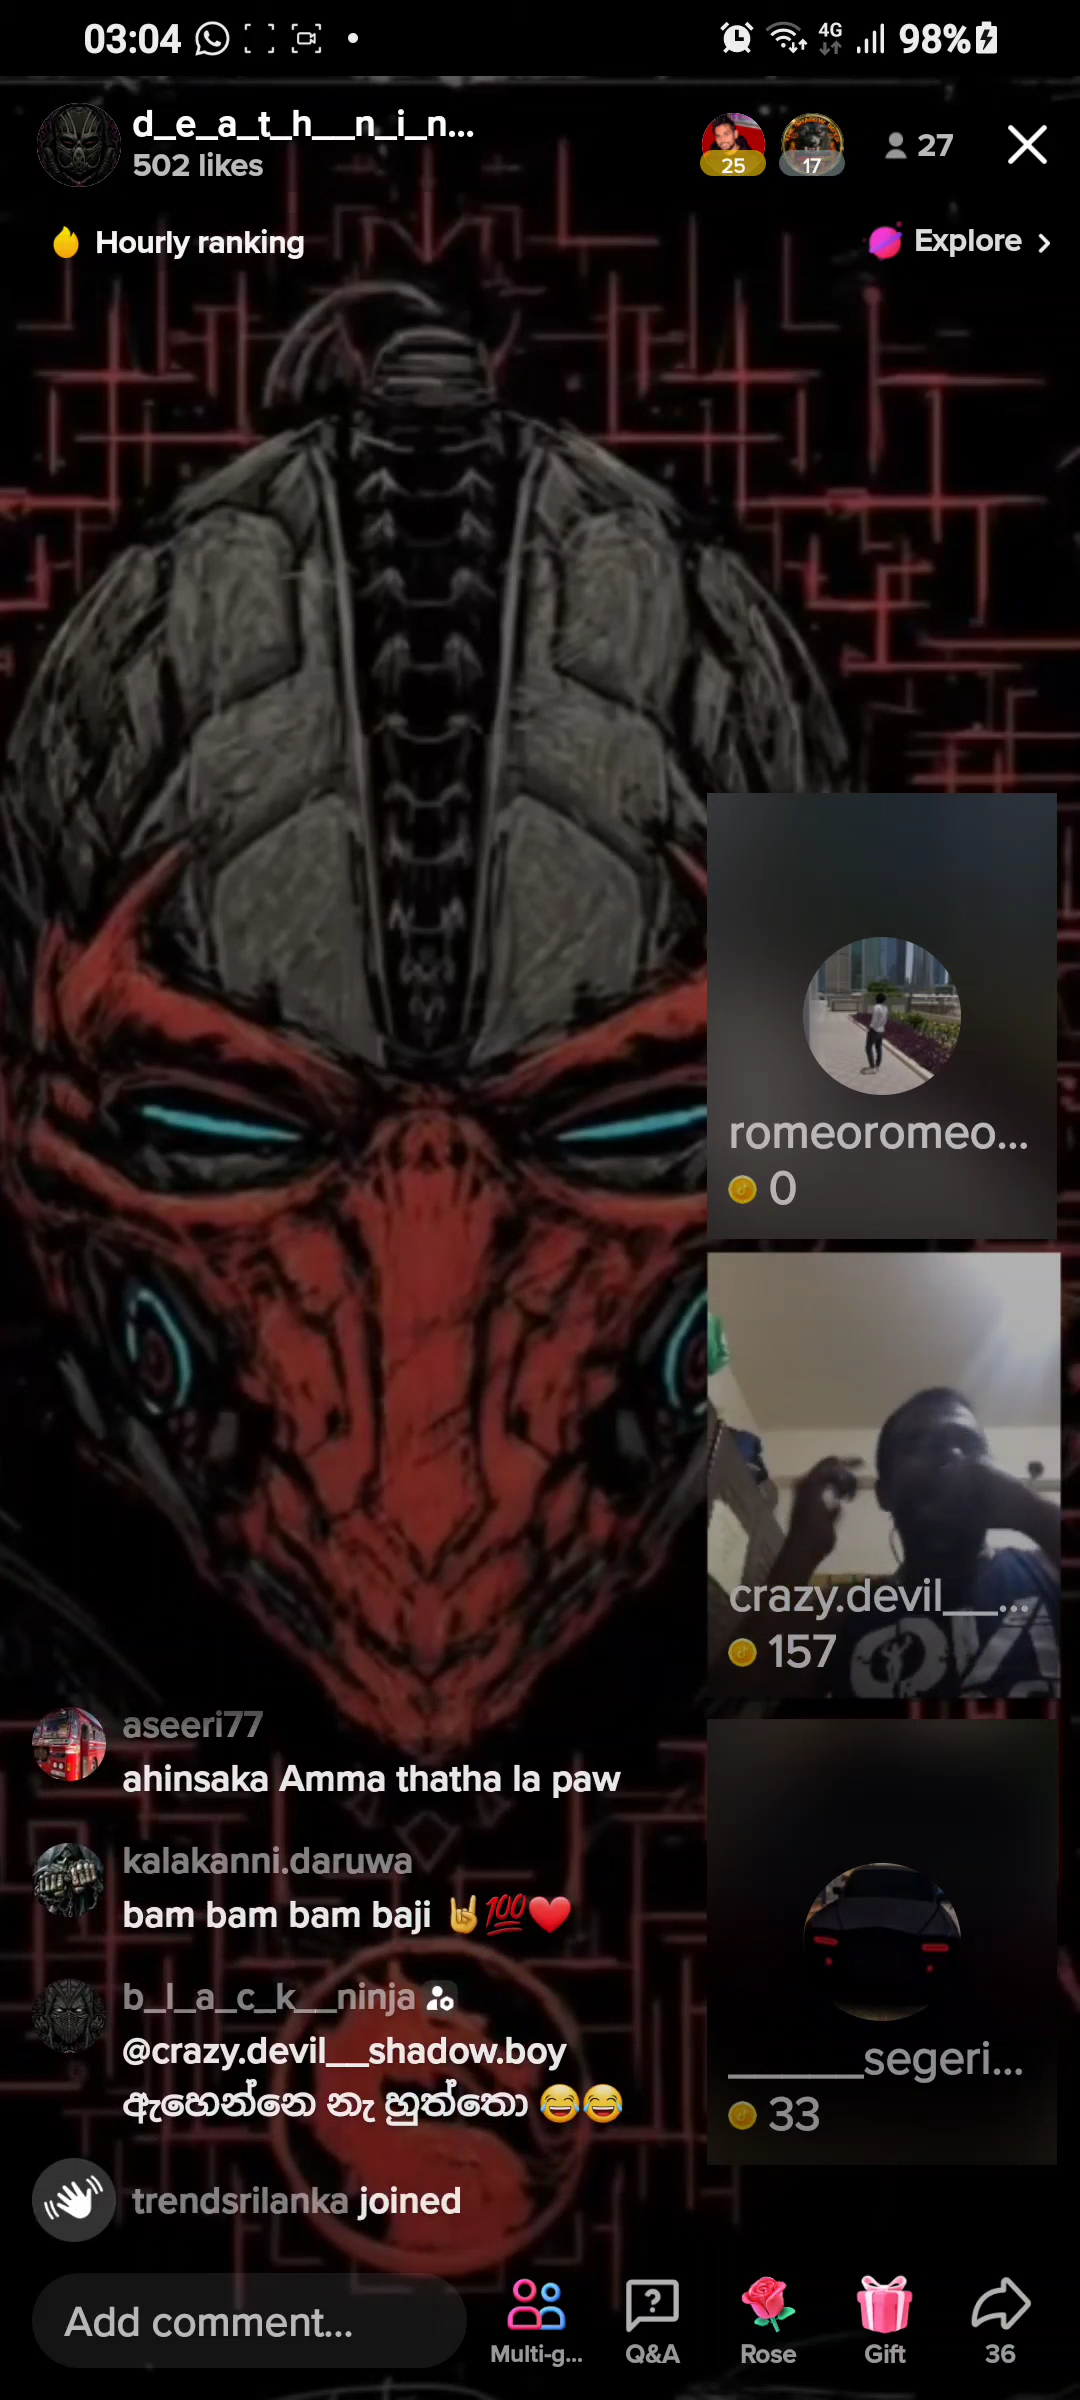 03:04
4G
98%
d_e_a_t_h__n_i_n...
502 likes
25
17
27
Hourly ranking
Explore
romeoromeo...
0
crazy.devil__...
157
aseeri77
ahinsaka Amma thatha la paw
kalakanni.daruwa
bam bam bam baji 🤘💯❤️
b_l_a_c_k__ninja
@crazy.devil__shadow.boy
ඇහෙන්නෙ නෑ හුත්තො 😂😂
_____segeri...
33
trendsrilanka joined
Add comment...
Multi-g...
Q&A
Rose
Gift
36